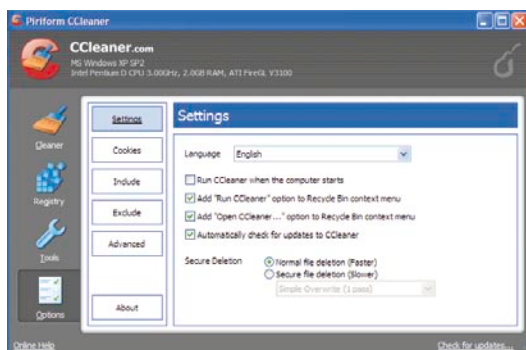 Piriform CCleaner
CCleaner.com
MS Windows XP SP2
Intel Pentium D CPU 3.00GHz, 2.0GB RAM, ATI FireGL V3100
Cleaner
Registry
Tools
Options
Settings
Cookies
Include
Exclude
Advanced
About
Settings
Language English
Run CCleaner when the computer starts
Add "Run CCleaner" option to Recycle Bin context menu
Add "Open CCleaner..." option to Recycle Bin context menu
Automatically check for updates to CCleaner
Secure Deletion Normal file deletion (Faster)
Secure file deletion (Slower)
Simple Overwrite (1 pass)
Online Help
Check for updates...